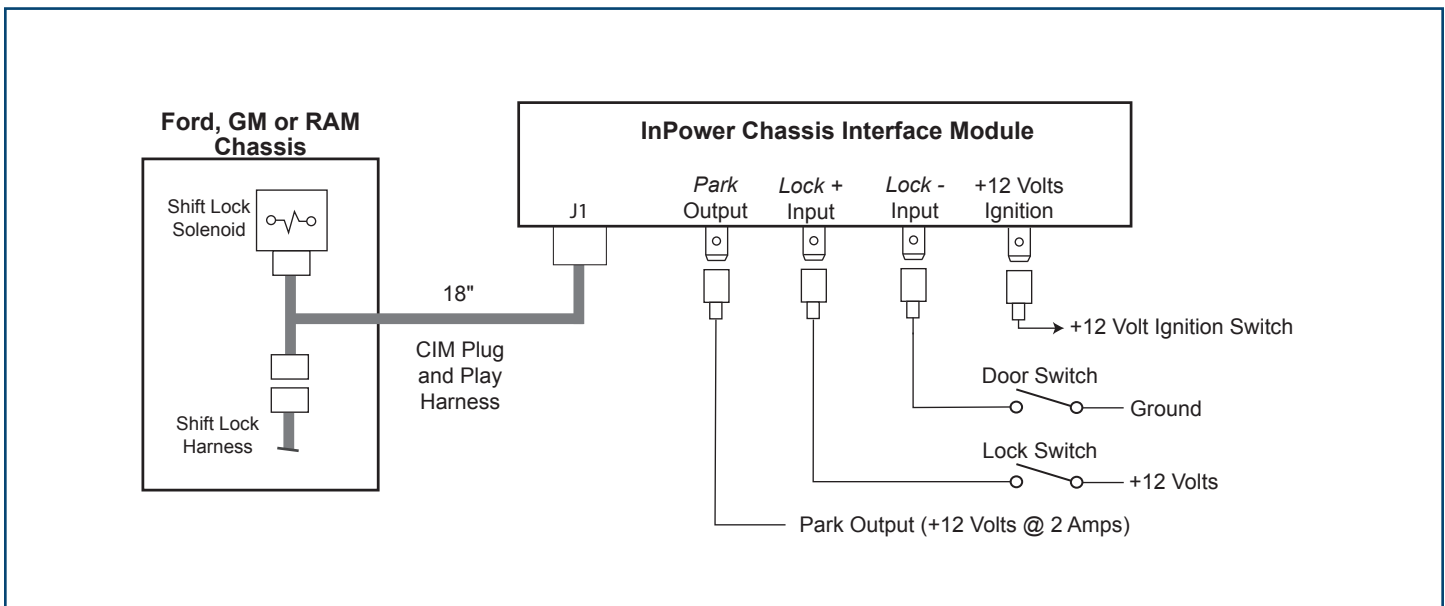 Ford, GM or RAM
Chassis
Shift Lock
Solenoid
Shift Lock
Harness
18"
CIM Plug
and Play
Harness
InPower Chassis Interface Module
J1
Park
Output
Lock +
Input
Lock -
Input
+12 Volts
Ignition
+12 Volt Ignition Switch
Door Switch
Ground
Lock Switch
+12 Volts
Park Output (+12 Volts @ 2 Amps)